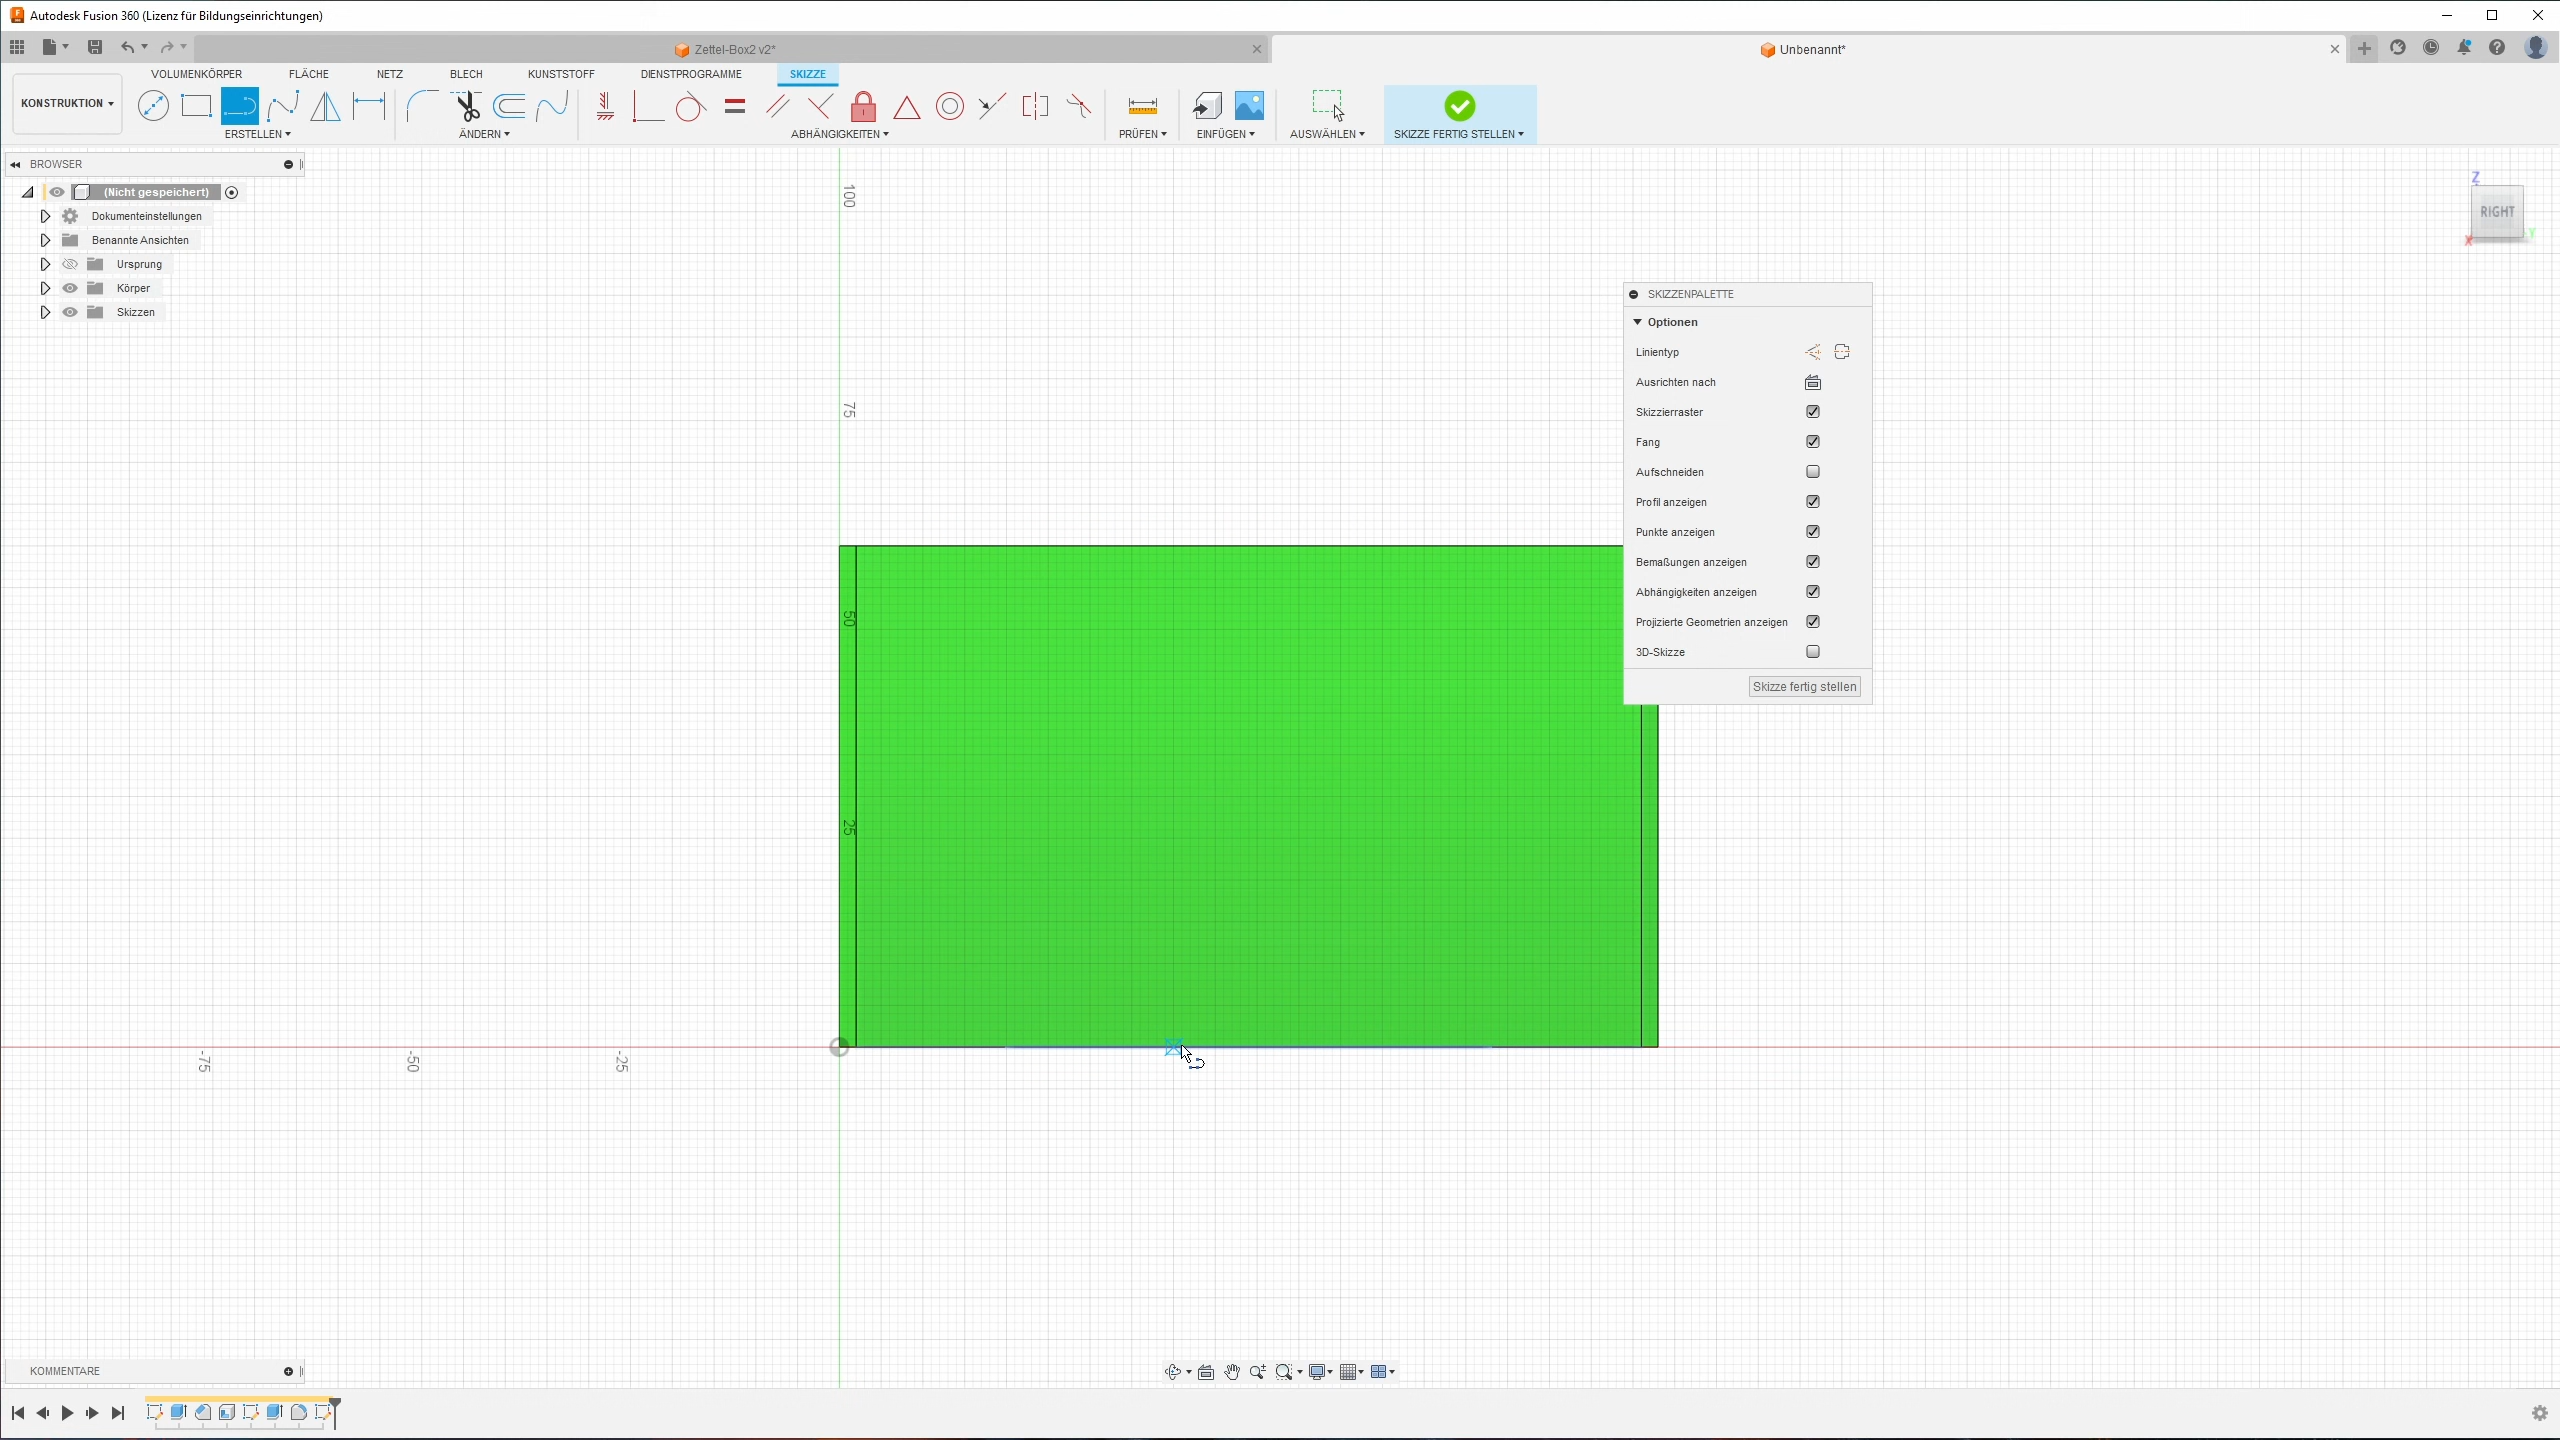 Autodesk Fusion 360 (Lizenz für Bildungseinrichtungen)
Zettel-Box2 v2*
Unbenannt*
VOLUMENKÖRPER FLÄCHE NETZ BLECH KUNSTSTOFF DIENSTPROGRAMME SKIZZE
KONSTRUKTION
ERSTELLEN ÄNDERN ABHÄNGIGKEITEN PRÜFEN EINFÜGEN AUSWÄHLEN SKIZZE FERTIG STELLEN
BROWSER
(Nicht gespeichert)
Dokumenteinstellungen
Benannte Ansichten
Ursprung
Körper
Skizzen
100
75
50
25
-75
-50
-25
Z
RIGHT
X
Y
SKIZZENPALETTE
Optionen
Linientyp
Ausrichten nach
Skizzierraster
Fang
Aufschneiden
Profil anzeigen
Punkte anzeigen
Bemaßungen anzeigen
Abhängigkeiten anzeigen
Projizierte Geometrien anzeigen
3D-Skizze
Skizze fertig stellen
KOMMENTARE